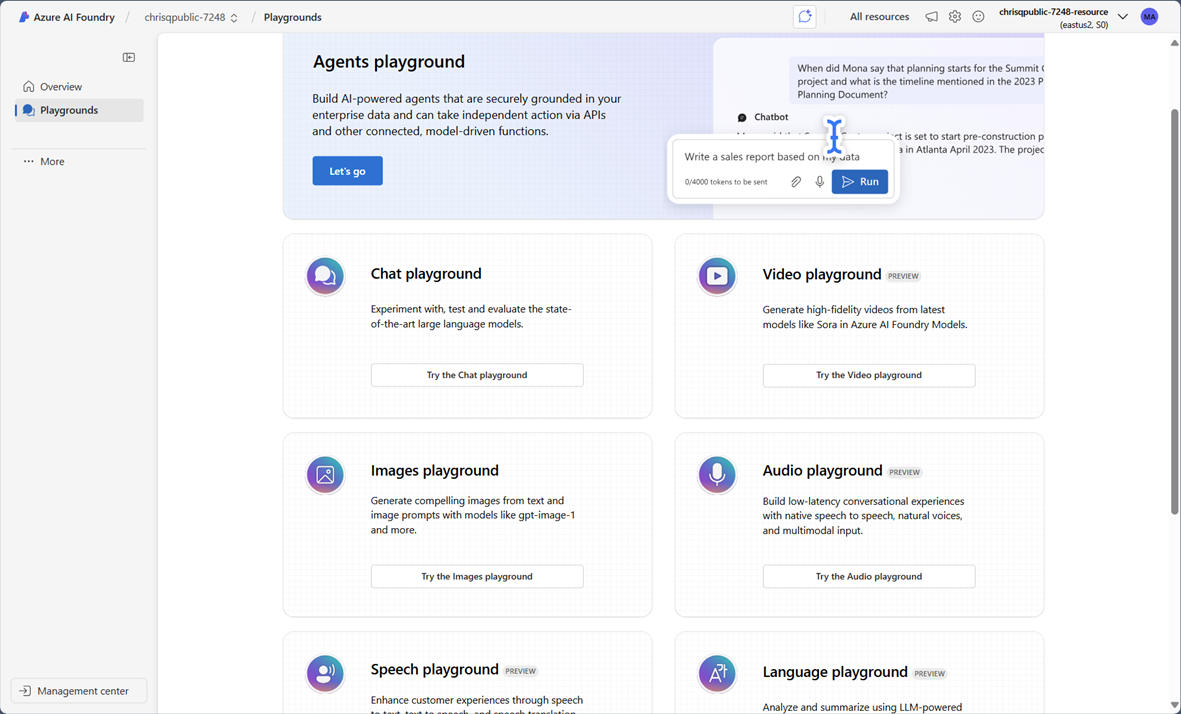 Azure AI Foundry / chrisqpublic-7248 / Playgrounds
All resources
chrisqpublic-7248-resource
(eastus2, S0)
MA
Overview
Playgrounds
More
Management center
Agents playground
Build AI-powered agents that are securely grounded in your
enterprise data and can take independent action via APIs
and other connected, model-driven functions.
Let's go
When did Mona say that planning starts for the Summit
project and what is the timeline mentioned in the 2023 P
Planning Document?
Chatbot
ct is set to start pre-construction p
a in Atlanta April 2023. The projec
Write a sales report based on my data
0/4000 tokens to be sent
Run
Chat playground
Experiment with, test and evaluate the state-
of-the-art large language models.
Try the Chat playground
Video playground PREVIEW
Generate high-fidelity videos from latest
models like Sora in Azure AI Foundry Models.
Try the Video playground
Images playground
Generate compelling images from text and
image prompts with models like gpt-image-1
and more.
Try the Images playground
Audio playground PREVIEW
Build low-latency conversational experiences
with native speech to speech, natural voices,
and multimodal input.
Try the Audio playground
Speech playground PREVIEW
Enhance customer experiences through speech
to text, text to speech, and speech translation
Language playground PREVIEW
Analyze and summarize using LLM-powered